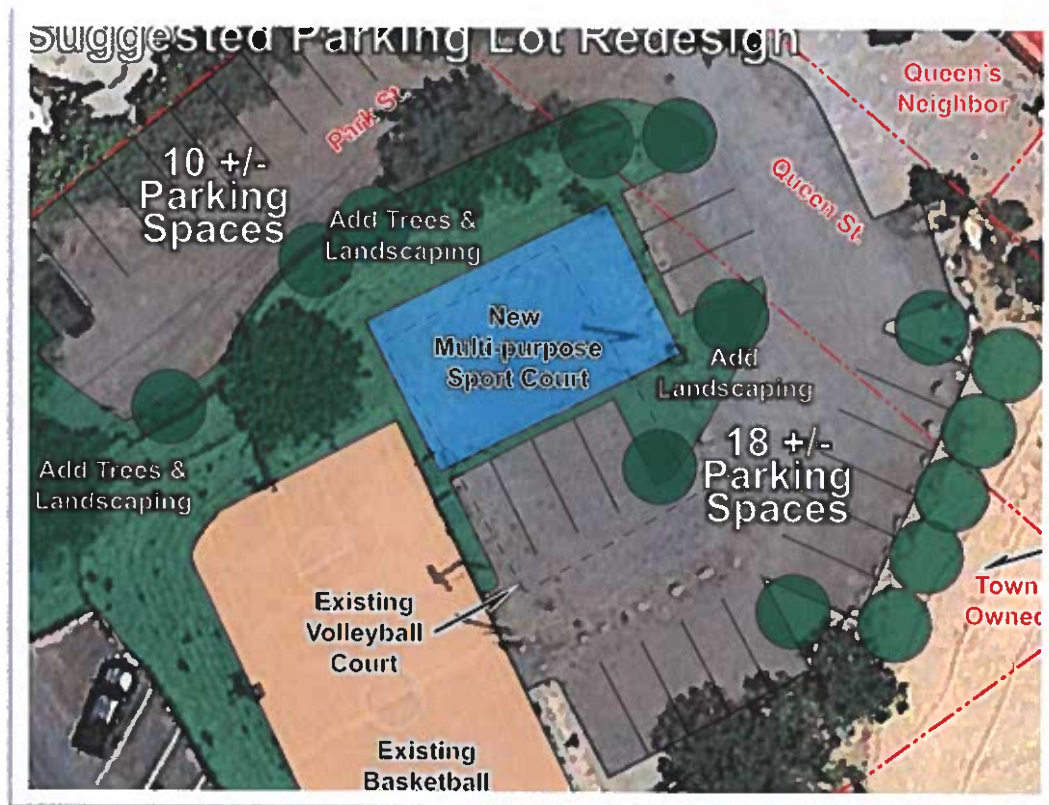 Suggested Parking Lot Redesign
Queen's
Neighbor
Park St.
10 +/-
Parking
Spaces
Queen St.
Add Trees &
Landscaping
New
Multi-purpose
Sport Court
Add
Landscaping
18 +/-
Parking
Spaces
Add Trees &
Landscaping
Existing
Volleyball
Court
Town
Owned
Existing
Basketball